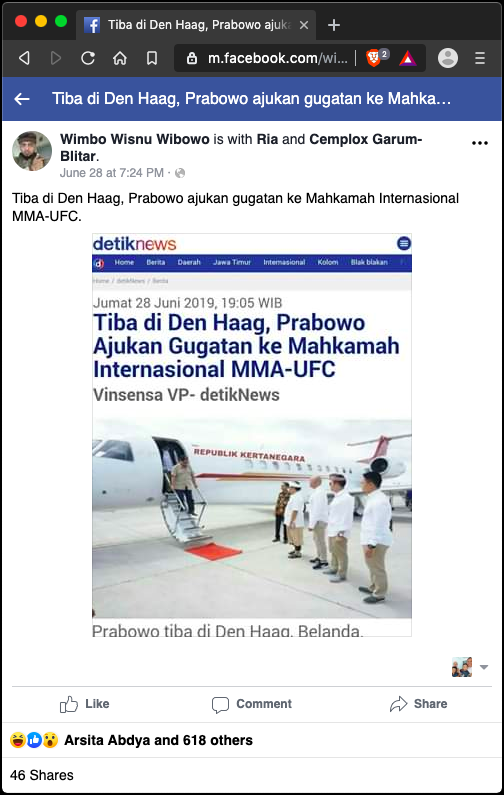 Tiba di Den Haag, Prabowo ajuk
m.facebook.com/wi...
2
Tiba di Den Haag, Prabowo ajukan gugatan ke Mahka...
Wimbo Wisnu Wibowo is with Ria and Cemplox Garum-
Blitar.
June 28 at 7:24 PM ·
Tiba di Den Haag, Prabowo ajukan gugatan ke Mahkamah Internasional
MMA-UFC.
detiknews
Home Berita Daerah Jawa Timur Internasional Kolom Blak blakan
Home / detikNews / Berita
Jumat 28 Juni 2019, 19:05 WIB
Tiba di Den Haag, Prabowo
Ajukan Gugatan ke Mahkamah
Internasional MMA-UFC
Vinsensa VP- detikNews
REPUBLIK KERTANEGARA
Prabowo tiba di Den Haag, Belanda.
Like Comment Share
Arsita Abdya and 618 others
46 Shares